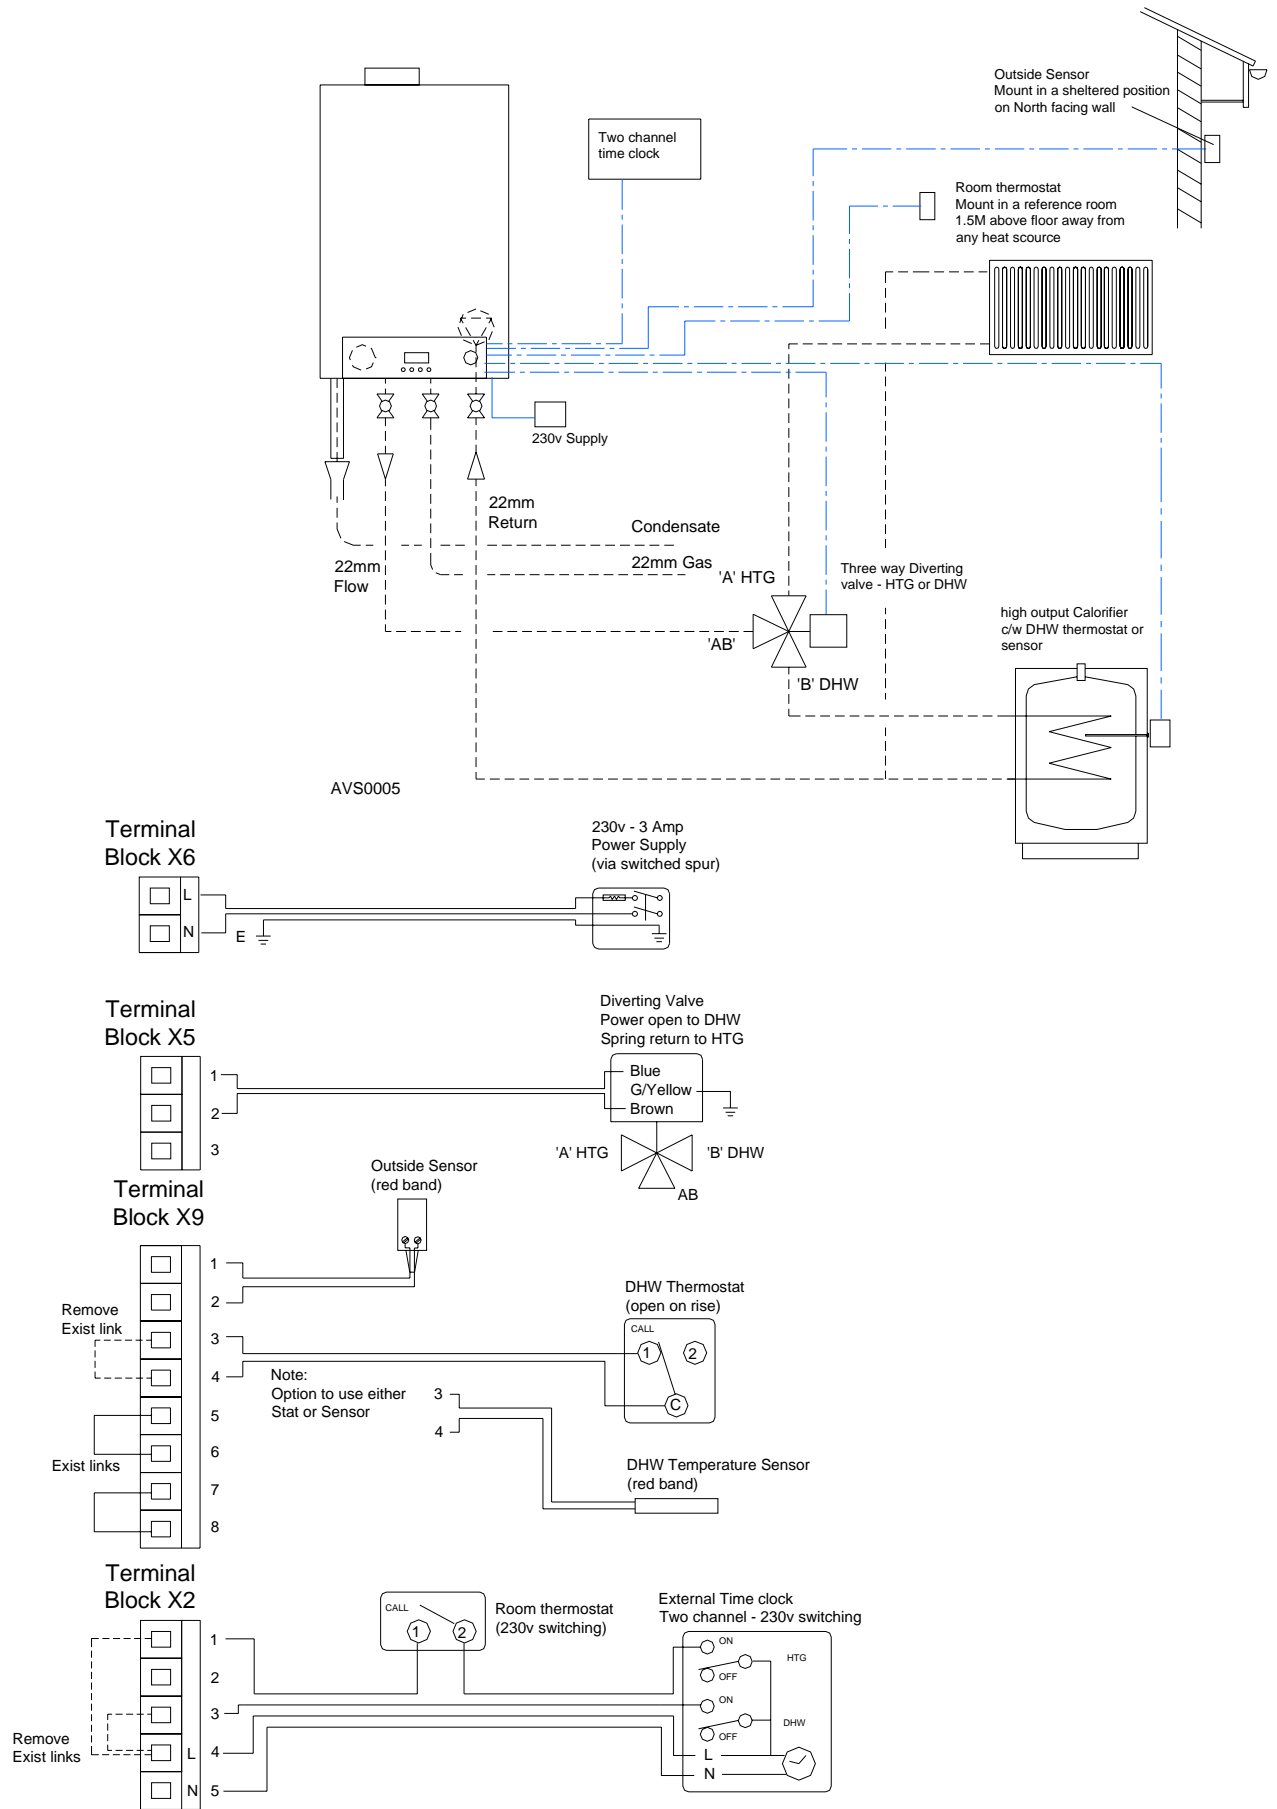 Outside Sensor
Mount in a sheltered position
on North facing wall
Two channel
time clock
Room thermostat
Mount in a reference room
1.5M above floor away from
any heat scource
230v Supply
22mm
Return
Condensate
22mm
Flow
22mm Gas
'A' HTG
Three way Diverting
valve - HTG or DHW
'AB'
'B' DHW
high output Calorifier
c/w DHW thermostat or
sensor
AVS0005
Terminal
Block X6
L
N
E
230v - 3 Amp
Power Supply
(via switched spur)
Terminal
Block X5
1
2
3
Diverting Valve
Power open to DHW
Spring return to HTG
Blue
G/Yellow
Brown
'A' HTG
'B' DHW
AB
Terminal
Block X9
Outside Sensor
(red band)
1
2
3
4
5
6
7
8
Remove
Exist link
Exist links
Note:
Option to use either
Stat or Sensor
3
4
DHW Thermostat
(open on rise)
CALL
1
2
C
DHW Temperature Sensor
(red band)
Terminal
Block X2
1
2
3
L 4
N 5
Remove
Exist links
CALL
1
2
Room thermostat
(230v switching)
External Time clock
Two channel - 230v switching
ON
HTG
OFF
ON
DHW
OFF
L
N